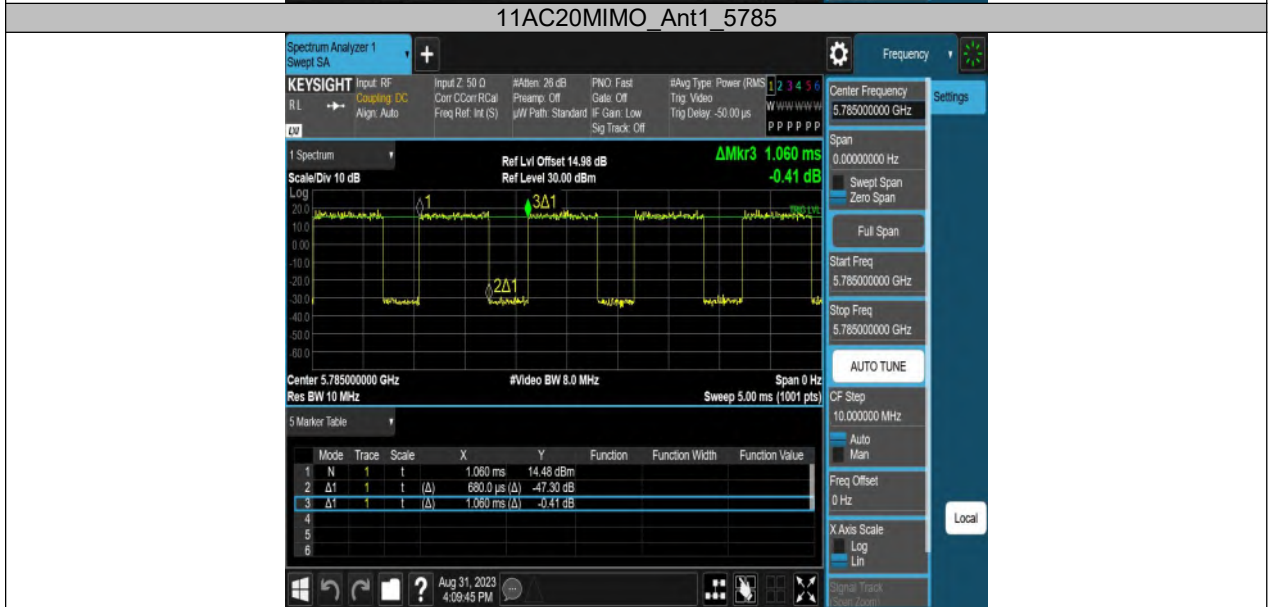 11AC20MIMO_Ant1_5785
Spectrum Analyzer 1
Swept SA
+
Frequency
KEYSIGHT
RL
LXI
Input: RF
Coupling: DC
Align: Auto
Input Z: 50 Ω
Corr CCorr RCal
Freq Ref: Int (S)
#Atten: 26 dB
Preamp: Off
µW Path: Standard
PNO: Fast
Gate: Off
IF Gain: Low
Sig Track: Off
#Avg Type: Power (RMS
Trig: Video
Trig Delay: -50.00 µs
1 2 3 4 5 6
W W W W W W
P P P P P P
1 Spectrum
Scale/Div 10 dB
Ref Lvl Offset 14.98 dB
Ref Level 30.00 dBm
ΔMkr3 1.060 ms
-0.41 dB
Log
20.0
10.0
0.00
-10.0
-20.0
-30.0
-40.0
-50.0
-60.0
1
3Δ1
2Δ1
TRIG LVL
Center 5.785000000 GHz
#Video BW 8.0 MHz
Span 0 Hz
Res BW 10 MHz
Sweep 5.00 ms (1001 pts)
5 Marker Table
Mode Trace Scale X Y Function Function Width Function Value
1 N 1 t 1.060 ms 14.48 dBm
2 Δ1 1 t (Δ) 680.0 µs (Δ) -47.30 dB
3 Δ1 1 t (Δ) 1.060 ms (Δ) -0.41 dB
4
5
6
Center Frequency
5.785000000 GHz
Settings
Span
0.00000000 Hz
Swept Span
Zero Span
Full Span
Start Freq
5.785000000 GHz
Stop Freq
5.785000000 GHz
AUTO TUNE
CF Step
10.000000 MHz
Auto
Man
Freq Offset
0 Hz
X Axis Scale
Log
Lin
Local
Signal Track
(Span Zoom)
?
Aug 31, 2023
4:09:45 PM